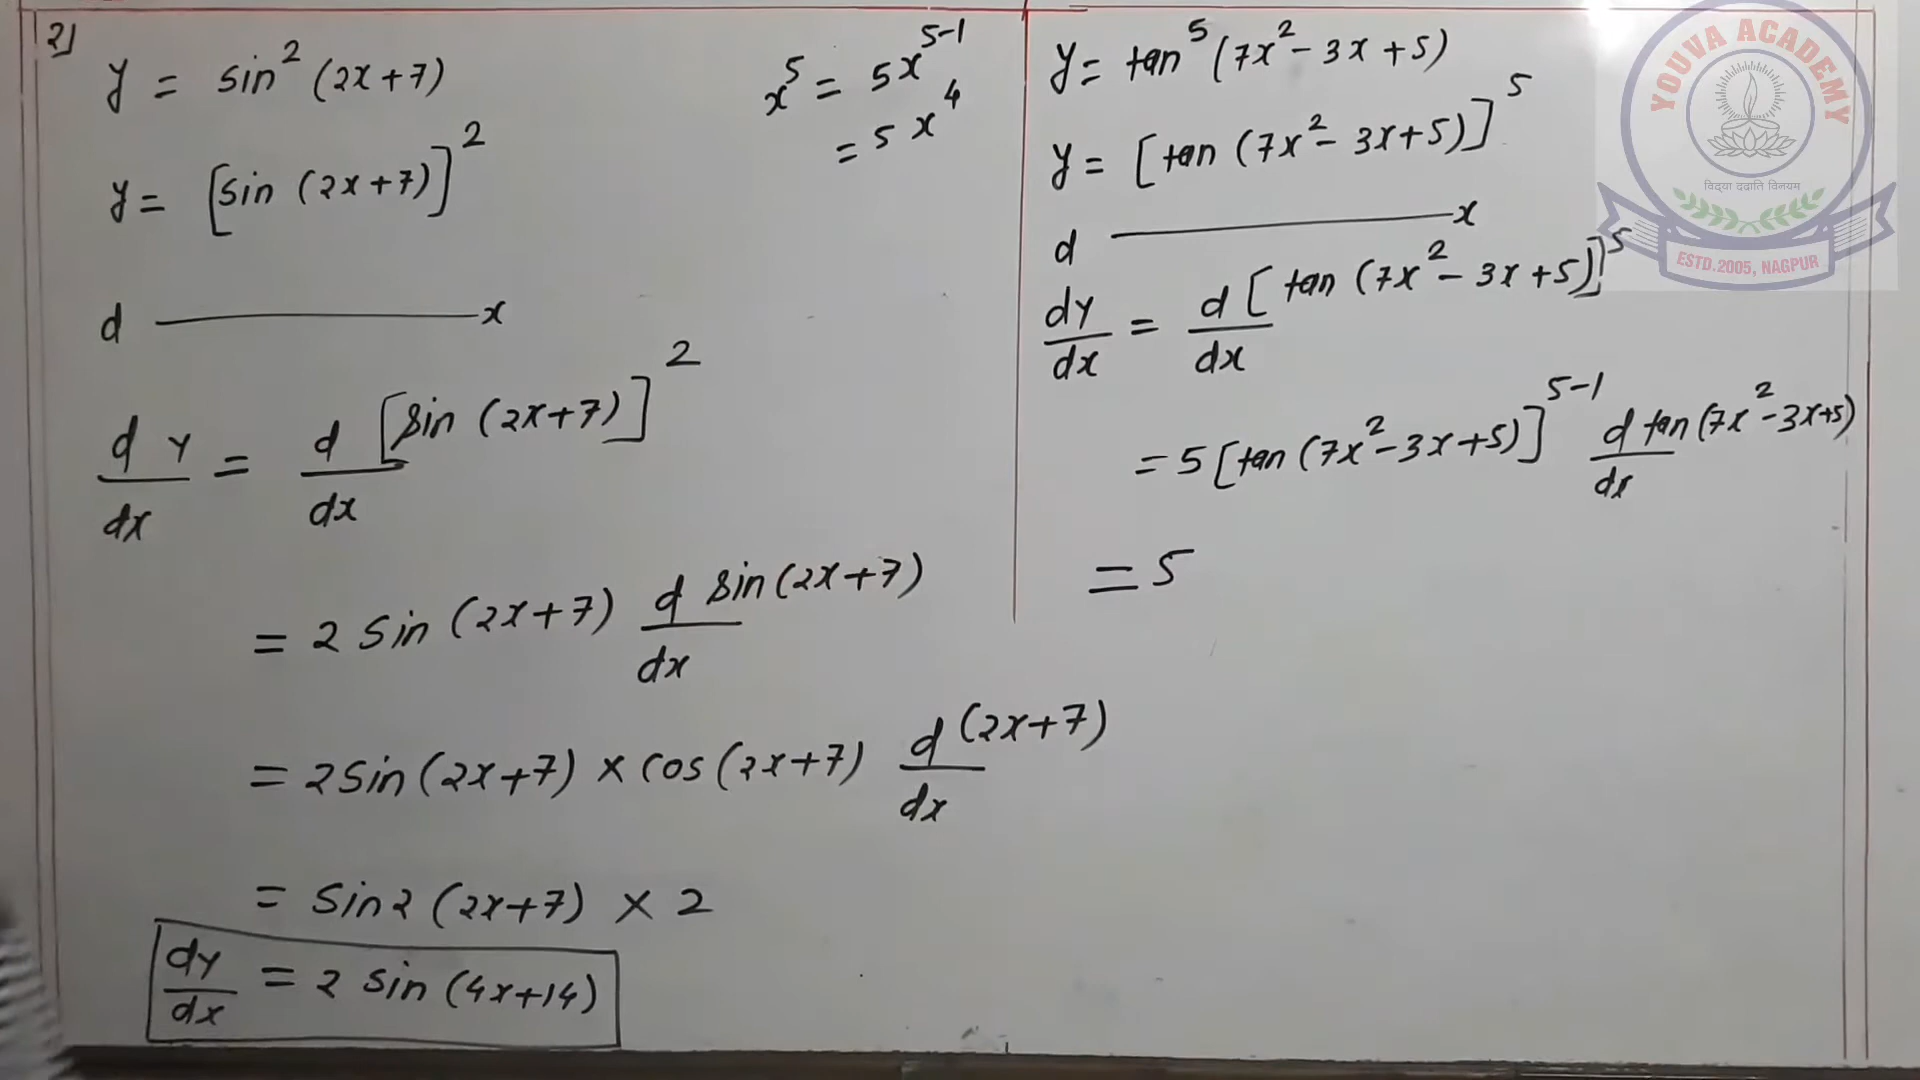 2)
y = sin² (2x+7)
y = [sin (2x+7)]²
d ——— x
dy/dx = d/dx [sin (2x+7)]²
= 2 sin (2x+7) d/dx sin (2x+7)
= 2 sin (2x+7) × cos (2x+7) d/dx (2x+7)
= sin2 (2x+7) × 2
dy/dx = 2 sin (4x+14)
x⁵ = 5x⁵⁻¹
= 5x⁴
y = tan⁵ (7x² - 3x + 5)
y = [tan (7x² - 3x + 5)]⁵
d ——— x
dy/dx = d/dx [tan (7x² - 3x + 5)]⁵
= 5 [tan (7x² - 3x + 5)]⁵⁻¹ d/dx tan (7x² - 3x + 5)
= 5
YOUVA ACADEMY
विद्या ददाति विनयम
ESTD.2005, NAGPUR